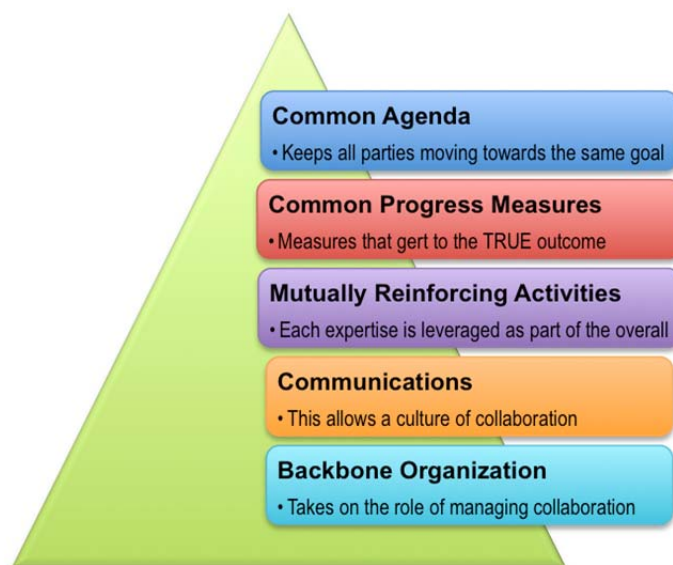 Common Agenda
• Keeps all parties moving towards the same goal
Common Progress Measures
• Measures that gert to the TRUE outcome
Mutually Reinforcing Activities
• Each expertise is leveraged as part of the overall
Communications
• This allows a culture of collaboration
Backbone Organization
• Takes on the role of managing collaboration